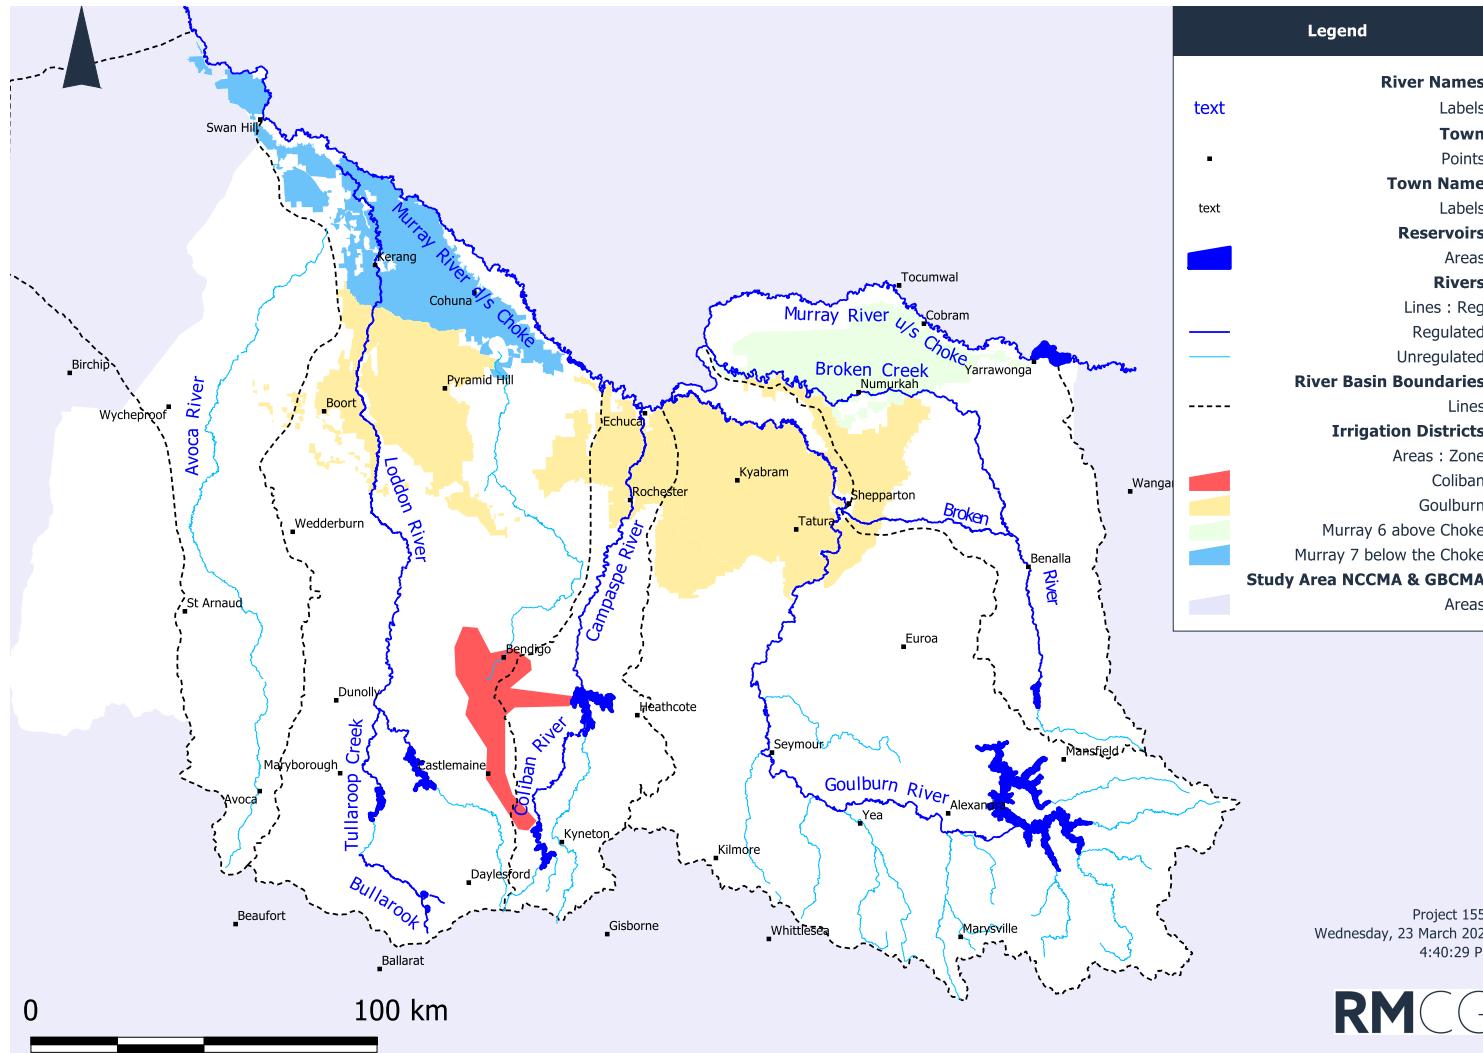 Legend
River Names
text
Labels
Town
Points
Town Name
text
Labels
Reservoirs
Areas
Rivers
Lines : Reg
Regulated
Unregulated
River Basin Boundaries
Lines
Irrigation Districts
Areas : Zone
Coliban
Goulburn
Murray 6 above Choke
Murray 7 below the Choke
Study Area NCCMA & GBCMA
Areas
Swan Hill
Murray River d/s Choke
Kerang
Cohuna
Tocumwal
Murray River u/s Choke
Cobram
Broken Creek
Yarrawonga
Numurkah
Birchip
Pyramid Hill
Avoca River
Wycheproof
Boort
Echuca
Kyabram
Wangar
Loddon River
Rochester
Shepparton
Wedderburn
Tatura
Broken
River
Benalla
Campaspe River
St Arnaud
Euroa
Bendigo
Dunolly
Heathcote
Tullaroop Creek
Coliban River
Seymour
Mansfield
Maryborough
Castlemaine
Goulburn River
Avoca
Alexandra
Yea
Kyneton
Kilmore
Daylesford
Bullarook
Beaufort
Gisborne
Whittlesea
Marysville
Ballarat
Project 155
Wednesday, 23 March 202
4:40:29 P
0
100 km
RMCG